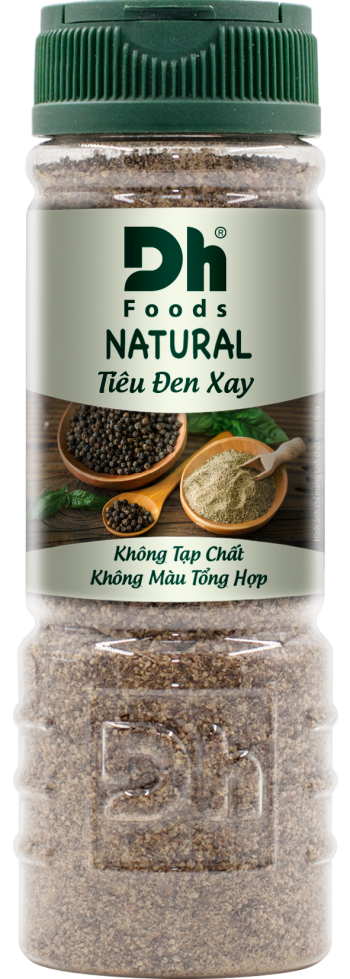 Dh®
Foods
NATURAL
Tiêu Đen Xay
Không Tạp Chất
Không Màu Tổng Hợp
Dh